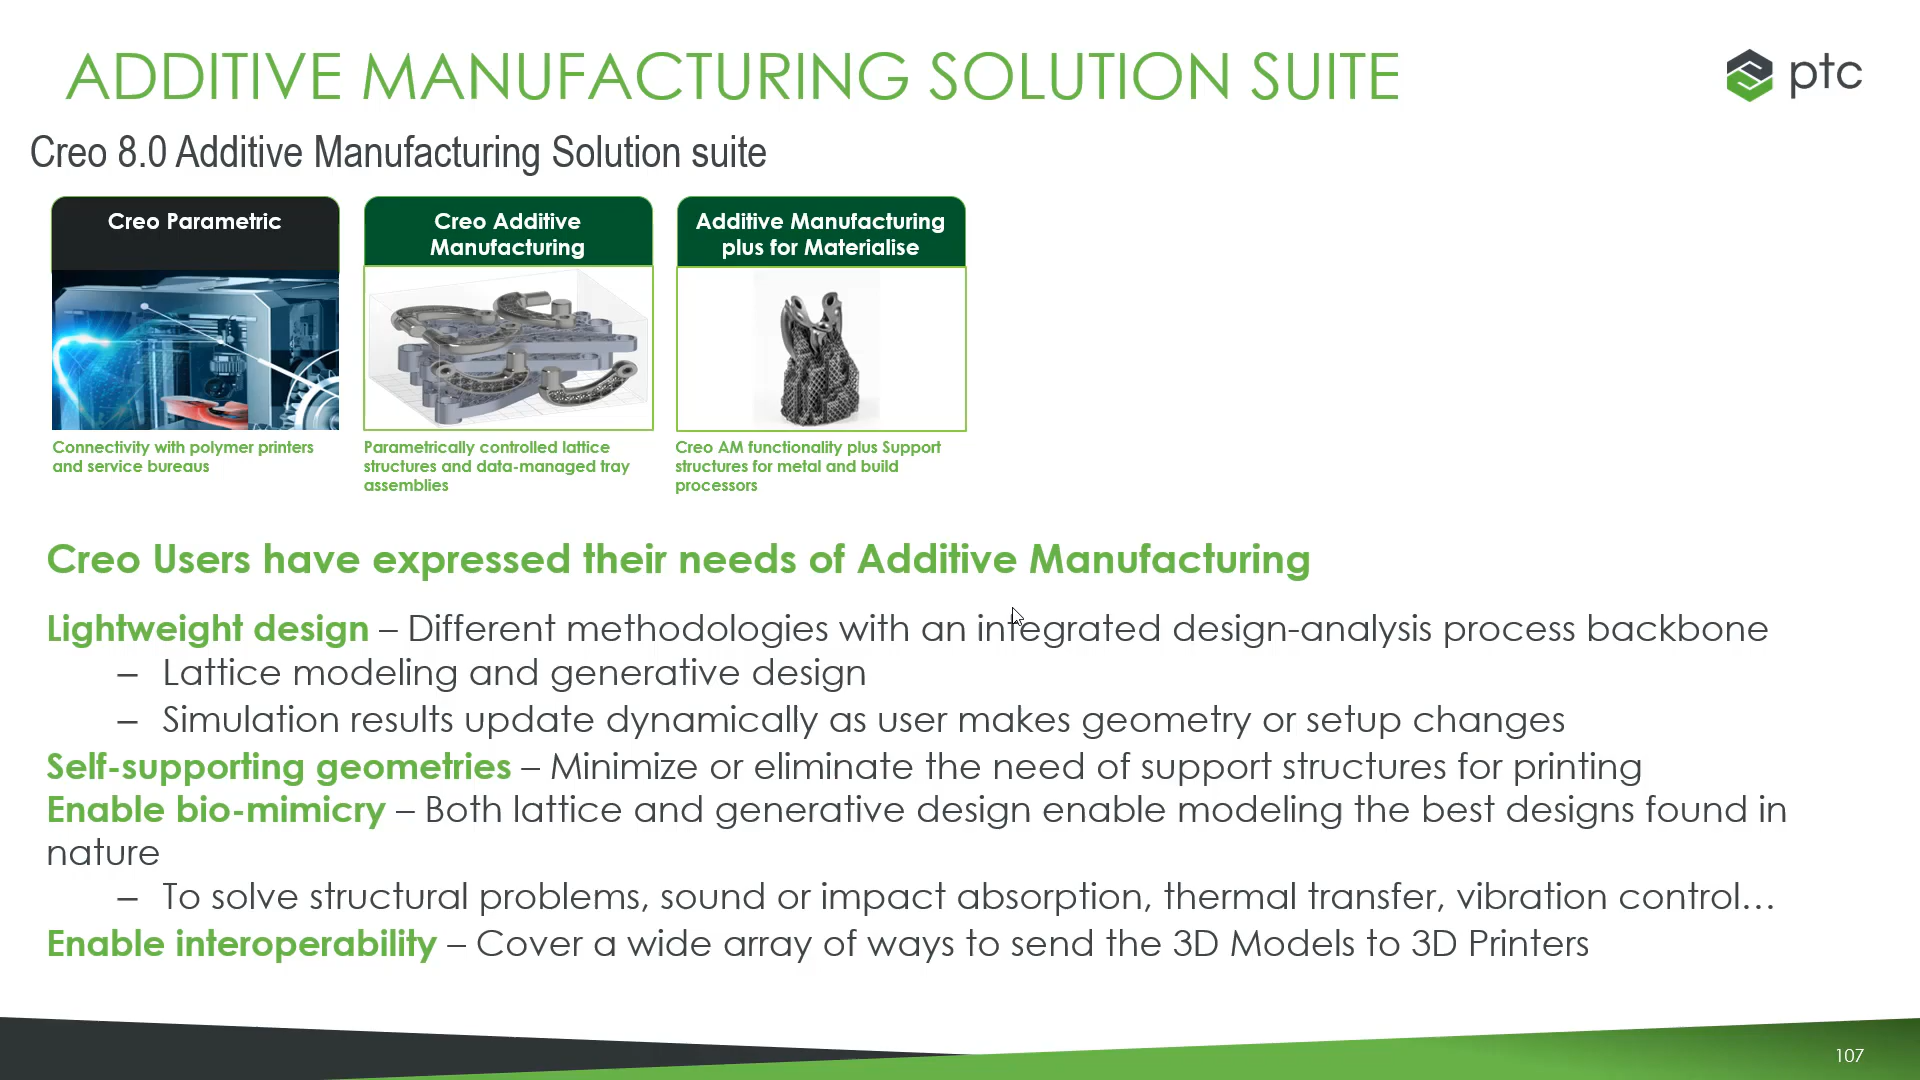 ADDITIVE MANUFACTURING SOLUTION SUITE
ptc
Creo 8.0 Additive Manufacturing Solution suite
Creo Parametric
Connectivity with polymer printers
and service bureaus
Creo Additive
Manufacturing
Parametrically controlled lattice
structures and data-managed tray
assemblies
Additive Manufacturing
plus for Materialise
Creo AM functionality plus Support
structures for metal and build
processors
Creo Users have expressed their needs of Additive Manufacturing
Lightweight design – Different methodologies with an integrated design-analysis process backbone
– Lattice modeling and generative design
– Simulation results update dynamically as user makes geometry or setup changes
Self-supporting geometries – Minimize or eliminate the need of support structures for printing
Enable bio-mimicry – Both lattice and generative design enable modeling the best designs found in
nature
– To solve structural problems, sound or impact absorption, thermal transfer, vibration control…
Enable interoperability – Cover a wide array of ways to send the 3D Models to 3D Printers
107